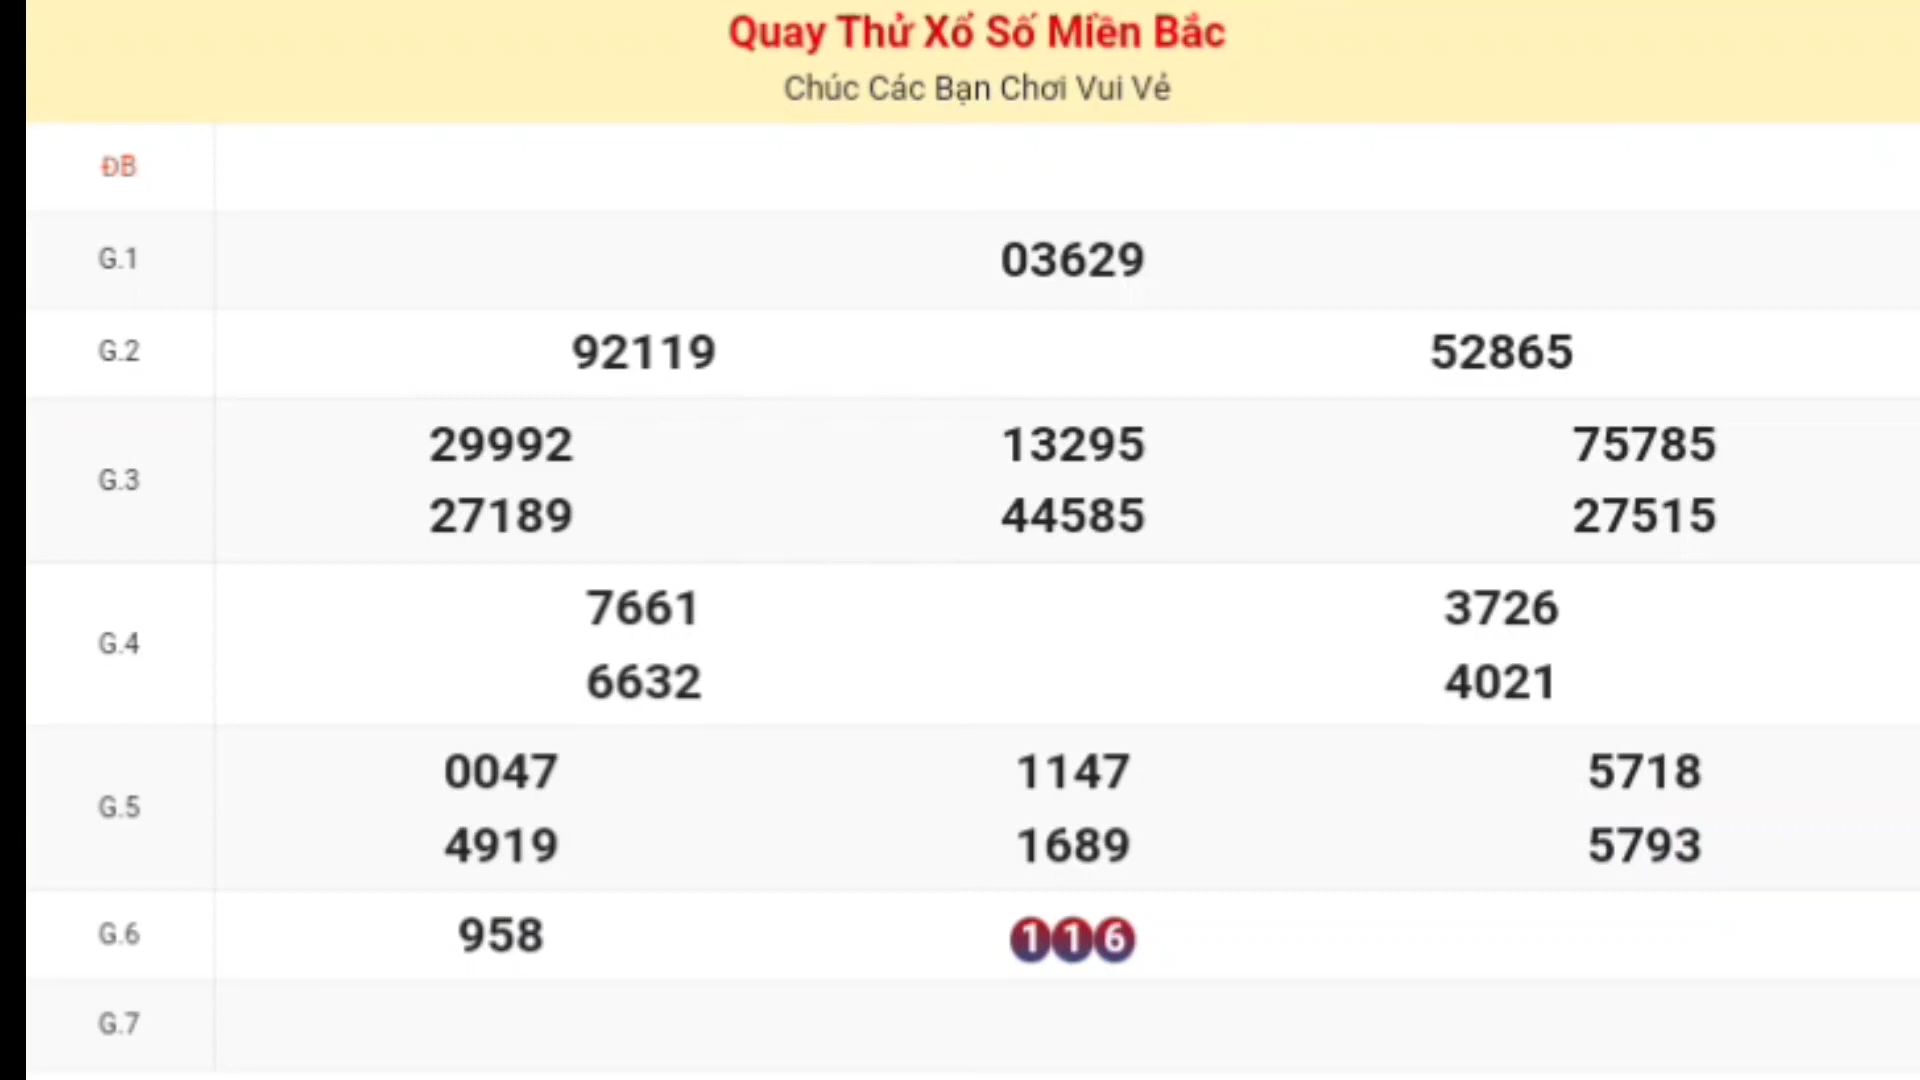 Quay Thử Xổ Số Miền Bắc
Chúc Các Bạn Chơi Vui Vẻ
ĐB
G.1 03629
G.2 92119 52865
G.3 29992 13295 75785
27189 44585 27515
G.4 7661 3726
6632 4021
G.5 0047 1147 5718
4919 1689 5793
G.6 958 116
G.7